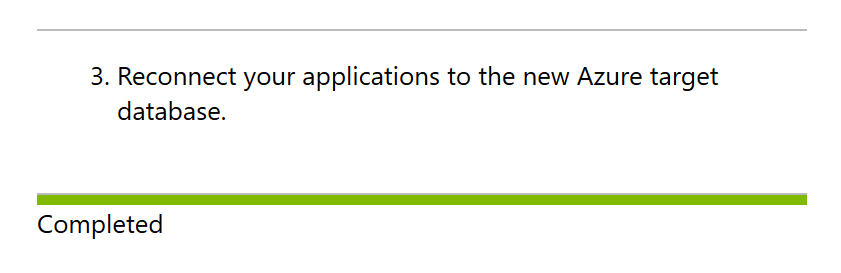 3. Reconnect your applications to the new Azure target
database.
Completed